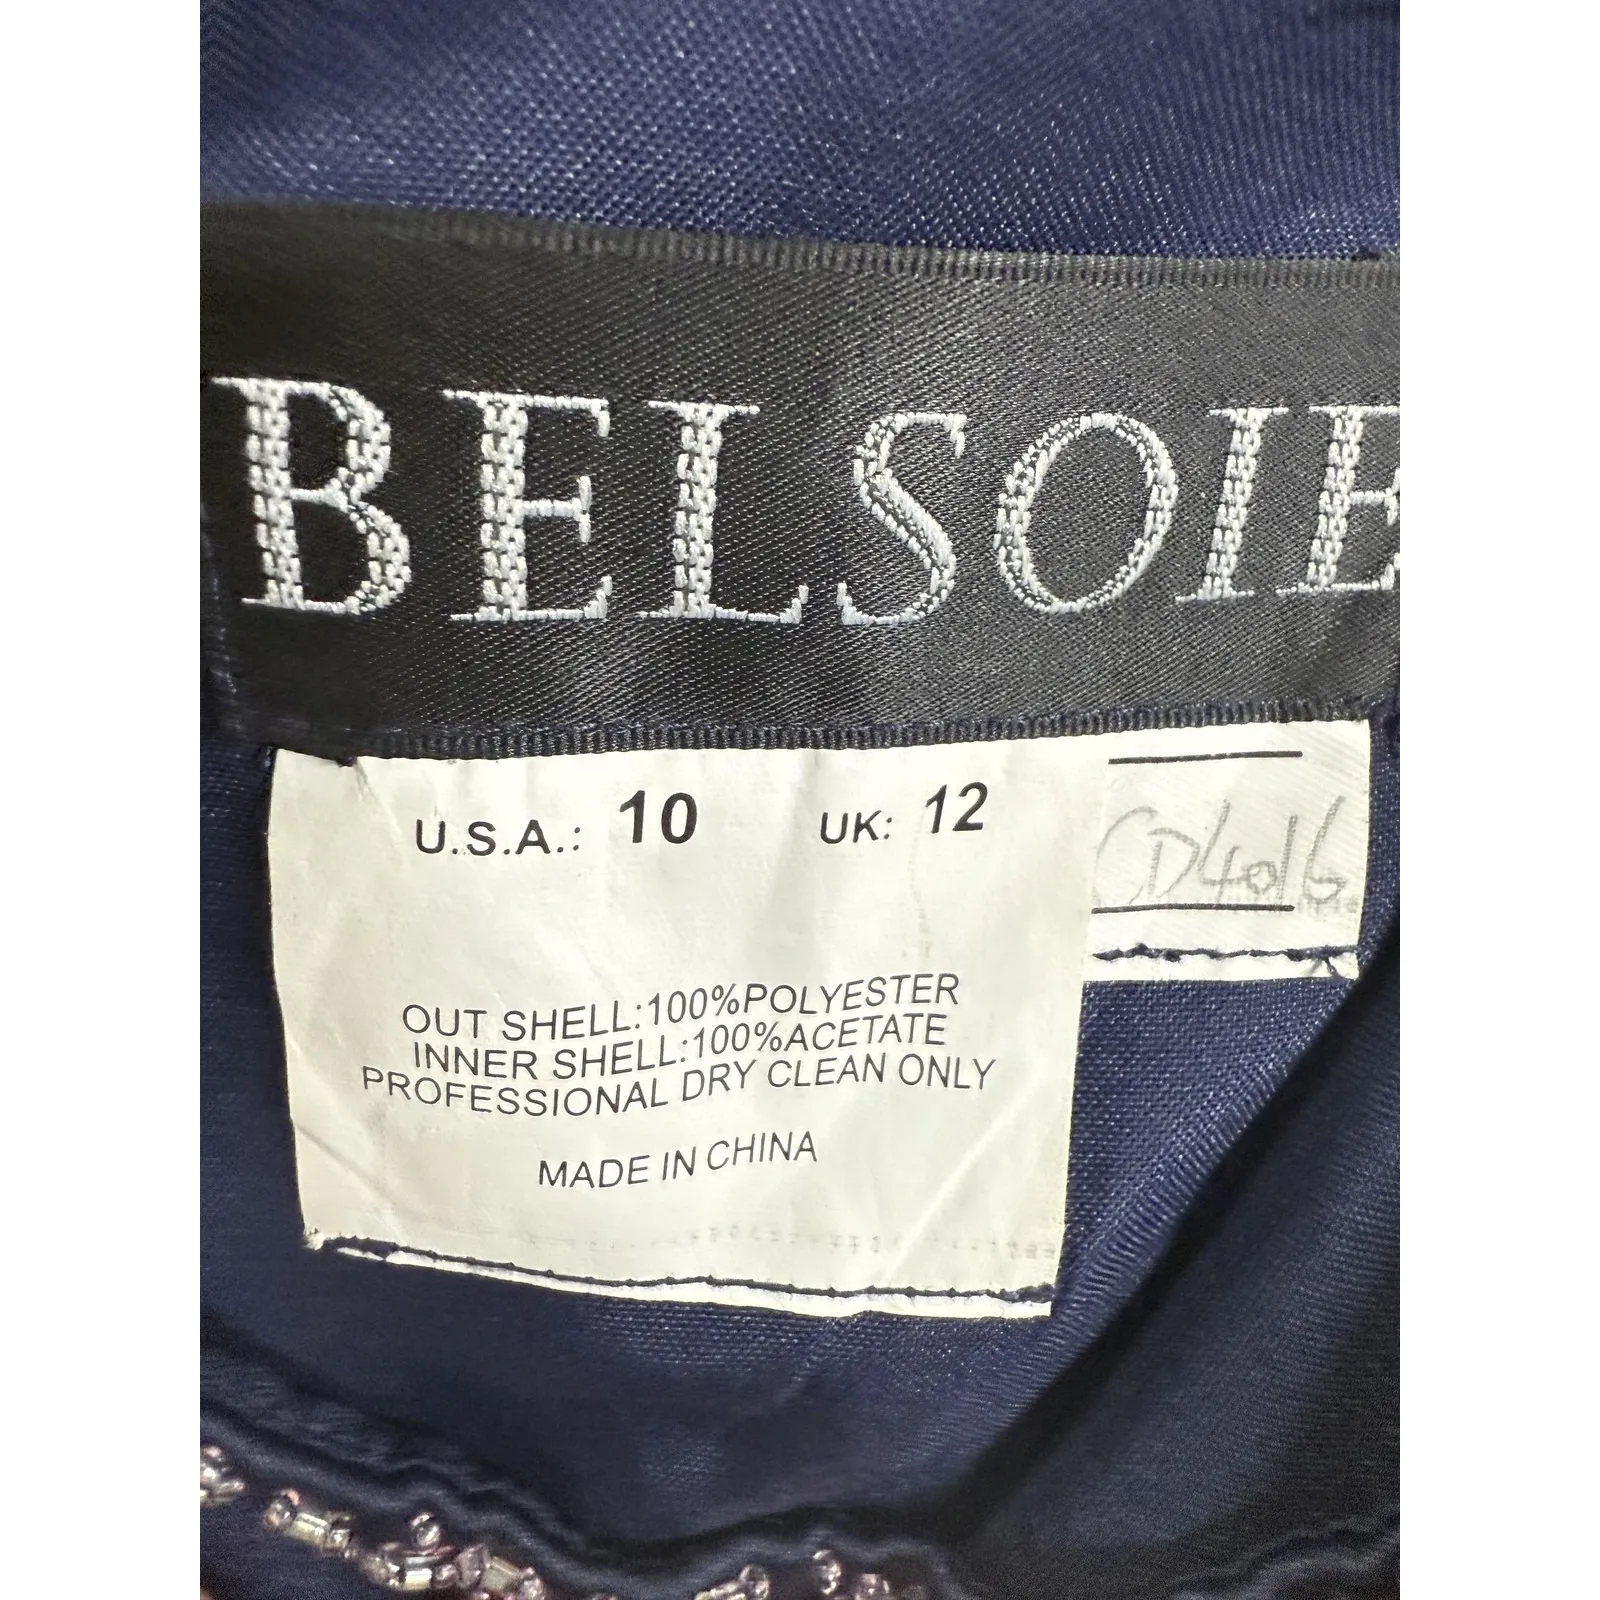 BELSOIE
U.S.A.: 10 UK: 12
CD4016
OUT SHELL:100%POLYESTER
INNER SHELL:100%ACETATE
PROFESSIONAL DRY CLEAN ONLY
MADE IN CHINA